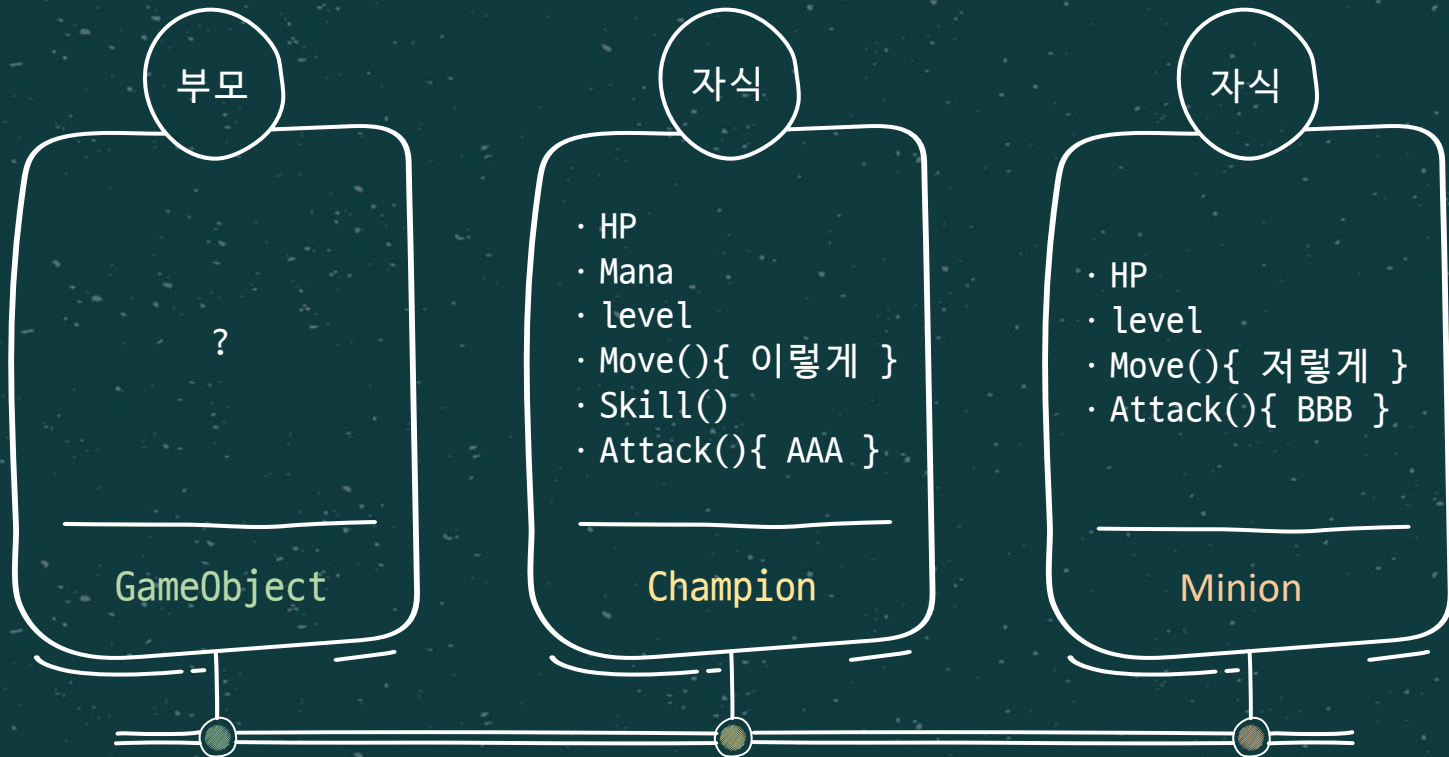 부모
?
GameObject
자식
· HP
· Mana
· level
· Move(){ 이렇게 }
· Skill()
· Attack(){ AAA }
Champion
자식
· HP
· level
· Move(){ 저렇게 }
· Attack(){ BBB }
Minion